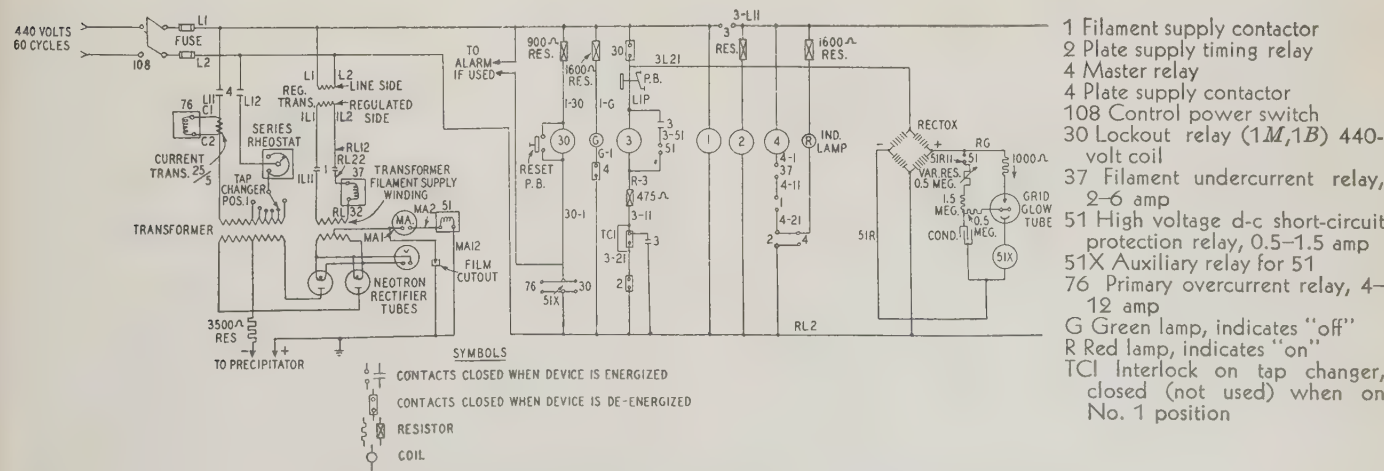 440 VOLTS
60 CYCLES
108
L1
FUSE
L2
L1
L2
LINE SIDE
REG.
TRANS.
REGULATED
SIDE
1L1
1L2
76
C1
C2
L11
4
L12
SERIES
RHEOSTAT
CURRENT
TRANS.
25/5
TAP
CHANGER
POS.1
1L11
1
RL12
RL22
37
TRANSFORMER
FILAMENT SUPPLY
WINDING
RL32
TRANSFORMER
MA
MA1
MA2
51
MA12
FILM
CUTOUT
NEOTRON
RECTIFIER
TUBES
3500Ω
RES
TO PRECIPITATOR
- +
TO
ALARM
IF USED
900Ω
RES.
1600Ω
RES.
1-30
1-G
30
RESET
P.B.
G
G-1
4
30-1
76
51X
30
30
P.B.
L1P
3L21
3
3
3-51
51
R-3
475Ω
3-11
TC1
3-21
3
2
3-L11
3
RES.
1600Ω
RES.
1
2
4
R
IND.
LAMP
4-1
37
4-11
1
4-21
2
4
RL2
RECTOX
- +
51R
51R11
51
VAR. RES.
0.5 MEG.
1.5
MEG.
0.5
MEG.
COND.
RG
1000Ω
GRID
GLOW
TUBE
51X
SYMBOLS
CONTACTS CLOSED WHEN DEVICE IS ENERGIZED
CONTACTS CLOSED WHEN DEVICE IS DE-ENERGIZED
RESISTOR
COIL
1 Filament supply contactor
2 Plate supply timing relay
4 Master relay
4 Plate supply contactor
108 Control power switch
30 Lockout relay (1M,1B) 440-
volt coil
37 Filament undercurrent relay,
2–6 amp
51 High voltage d-c short-circuit
protection relay, 0.5–1.5 amp
51X Auxiliary relay for 51
76 Primary overcurrent relay, 4–
12 amp
G Green lamp, indicates "off"
R Red lamp, indicates "on"
TCI Interlock on tap changer,
closed (not used) when on
No. 1 position